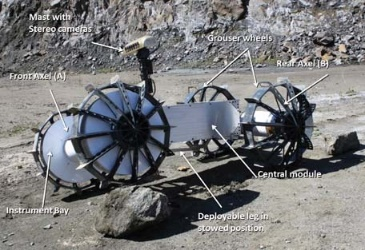 Mast with
Stereo cameras
Grouser wheels
Rear Axel (B)
Front Axel (A)
Instrument Bay
Central module
Deployable leg in
stowed position